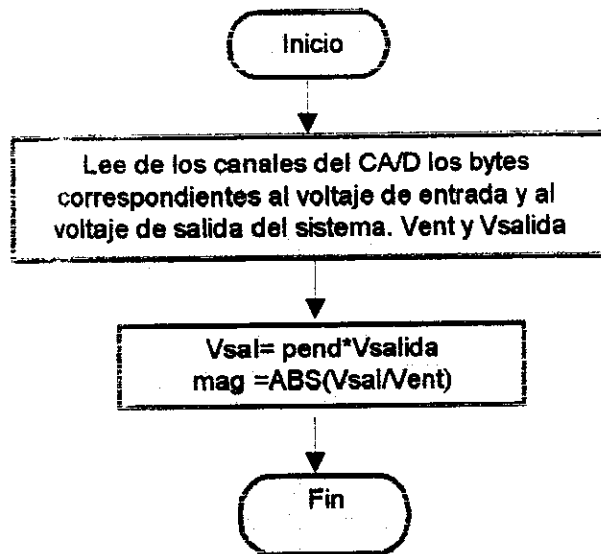 Inicio
Lee de los canales del CA/D los bytes
correspondientes al voltaje de entrada y al
voltaje de salida del sistema. Vent y Vsalida
Vsal= pend*Vsalida
mag =ABS(Vsal/Vent)
Fin